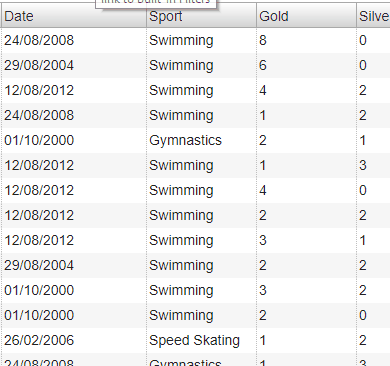 link to Built-in Filters
Date Sport Gold Silve
24/08/2008 Swimming 8 0
29/08/2004 Swimming 6 0
12/08/2012 Swimming 4 2
24/08/2008 Swimming 1 2
01/10/2000 Gymnastics 2 1
12/08/2012 Swimming 1 3
12/08/2012 Swimming 4 0
12/08/2012 Swimming 2 2
12/08/2012 Swimming 3 1
29/08/2004 Swimming 2 2
01/10/2000 Swimming 3 2
01/10/2000 Swimming 2 0
26/02/2006 Speed Skating 1 2
24/08/2008 Gymnastics 1 3